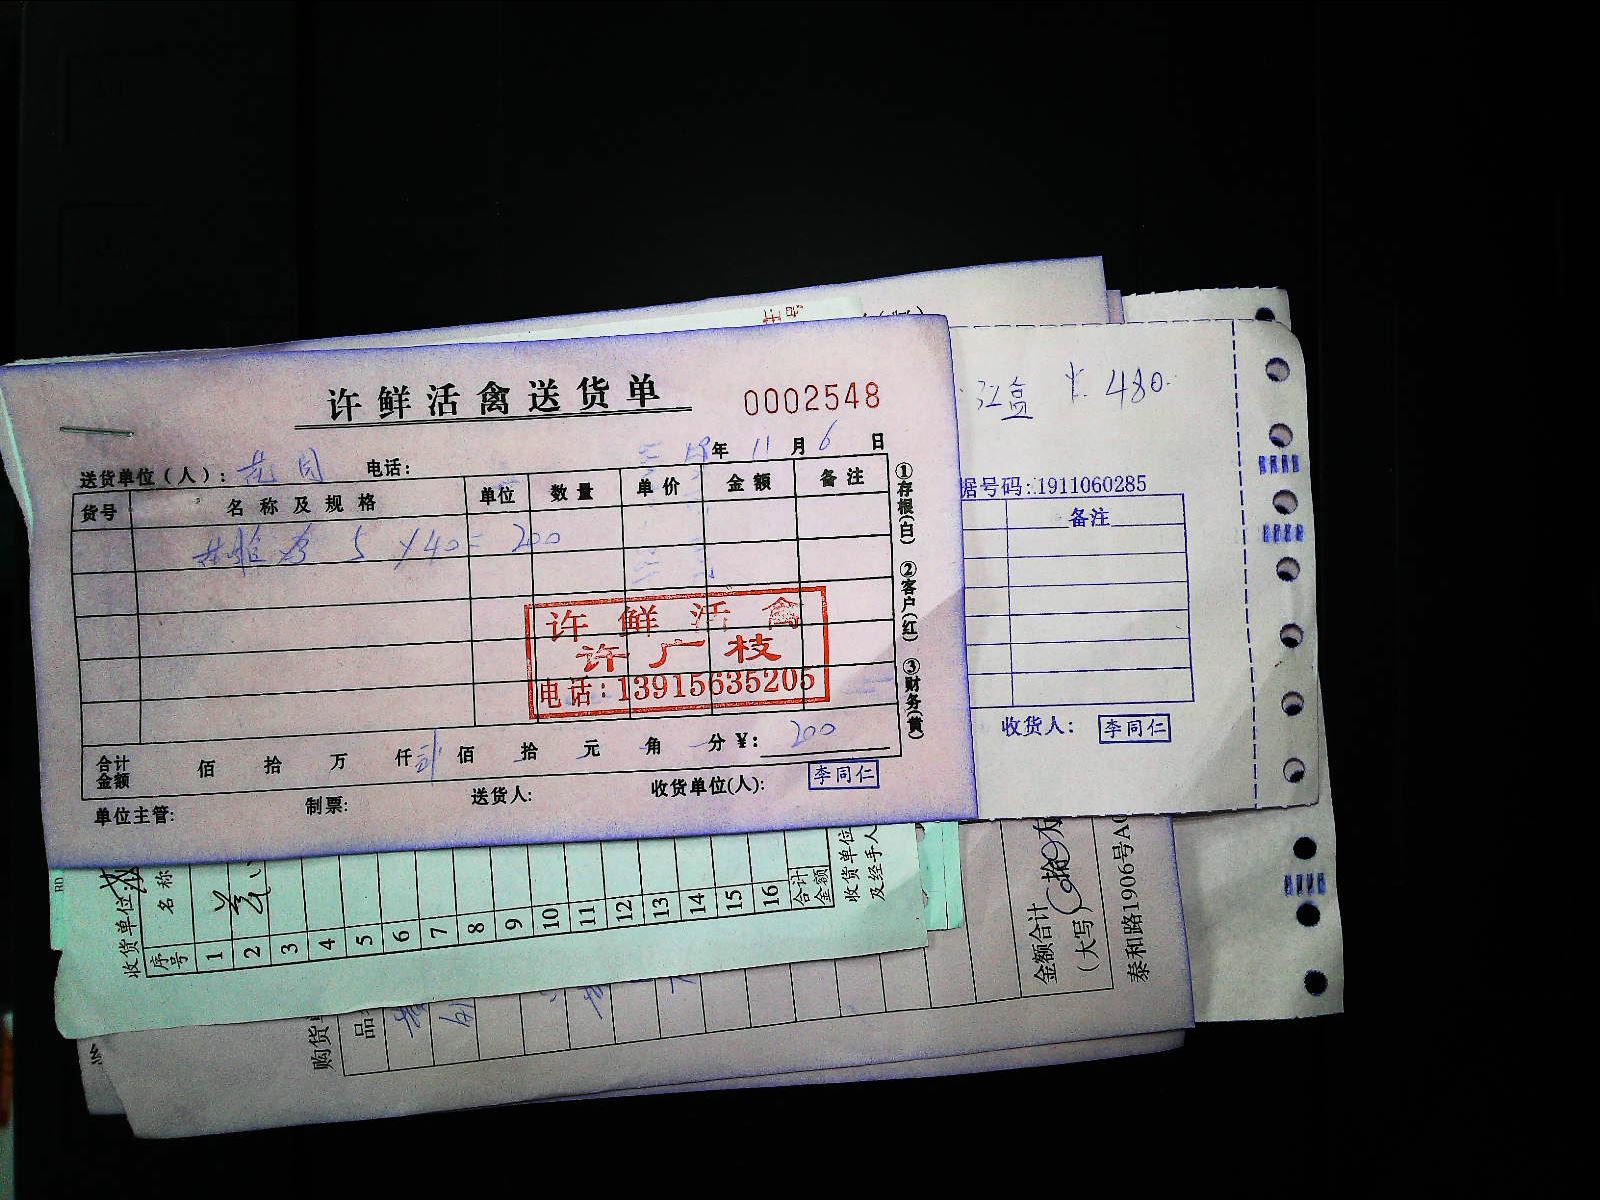 许鲜活禽送货单
0002548
年 11 月 6 日
送货单位(人): 花园 电话:
货号 名称及规格 单位 数量 单价 金额 备注
5 ×40= 200
①存根(白) ②客户(红) ③财务(黄)
许鲜活禽
许广枝
电话:13915635205
合计金额 佰 拾 万 仟 贰 佰 拾 元 角 分 ¥: 200
单位主管: 制票: 送货人: 收货单位(人): 李同仁
480
据号码:1911060285
备注
收货人: 李同仁
收货单位
序号 名称
1
2
3
4
5
6
7
8
9
10
11
12
13
14
15
16
合计金额
收货单位
及经手人
购货
品
金额合计
(大写) 拾
泰和路1906号A